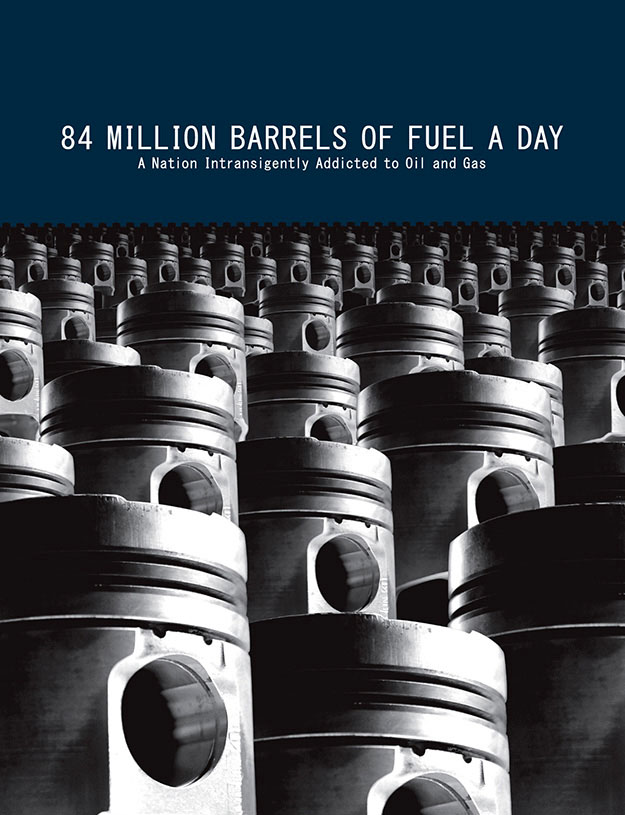 84 MILLION BARRELS OF FUEL A DAY
A Nation Intransigently Addicted to Oil and Gas